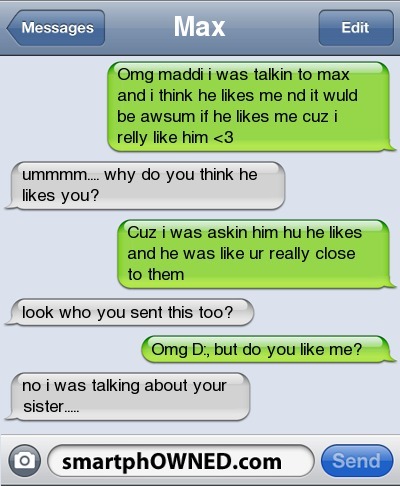 Messages
Max
Edit
Omg maddi i was talkin to max
and i think he likes me nd it wuld
be awsum if he likes me cuz i
relly like him <3
ummmm.... why do you think he
likes you?
Cuz i was askin him hu he likes
and he was like ur really close
to them
look who you sent this too?
Omg D:, but do you like me?
no i was talking about your
sister.....
smartphOWNED.com
Send